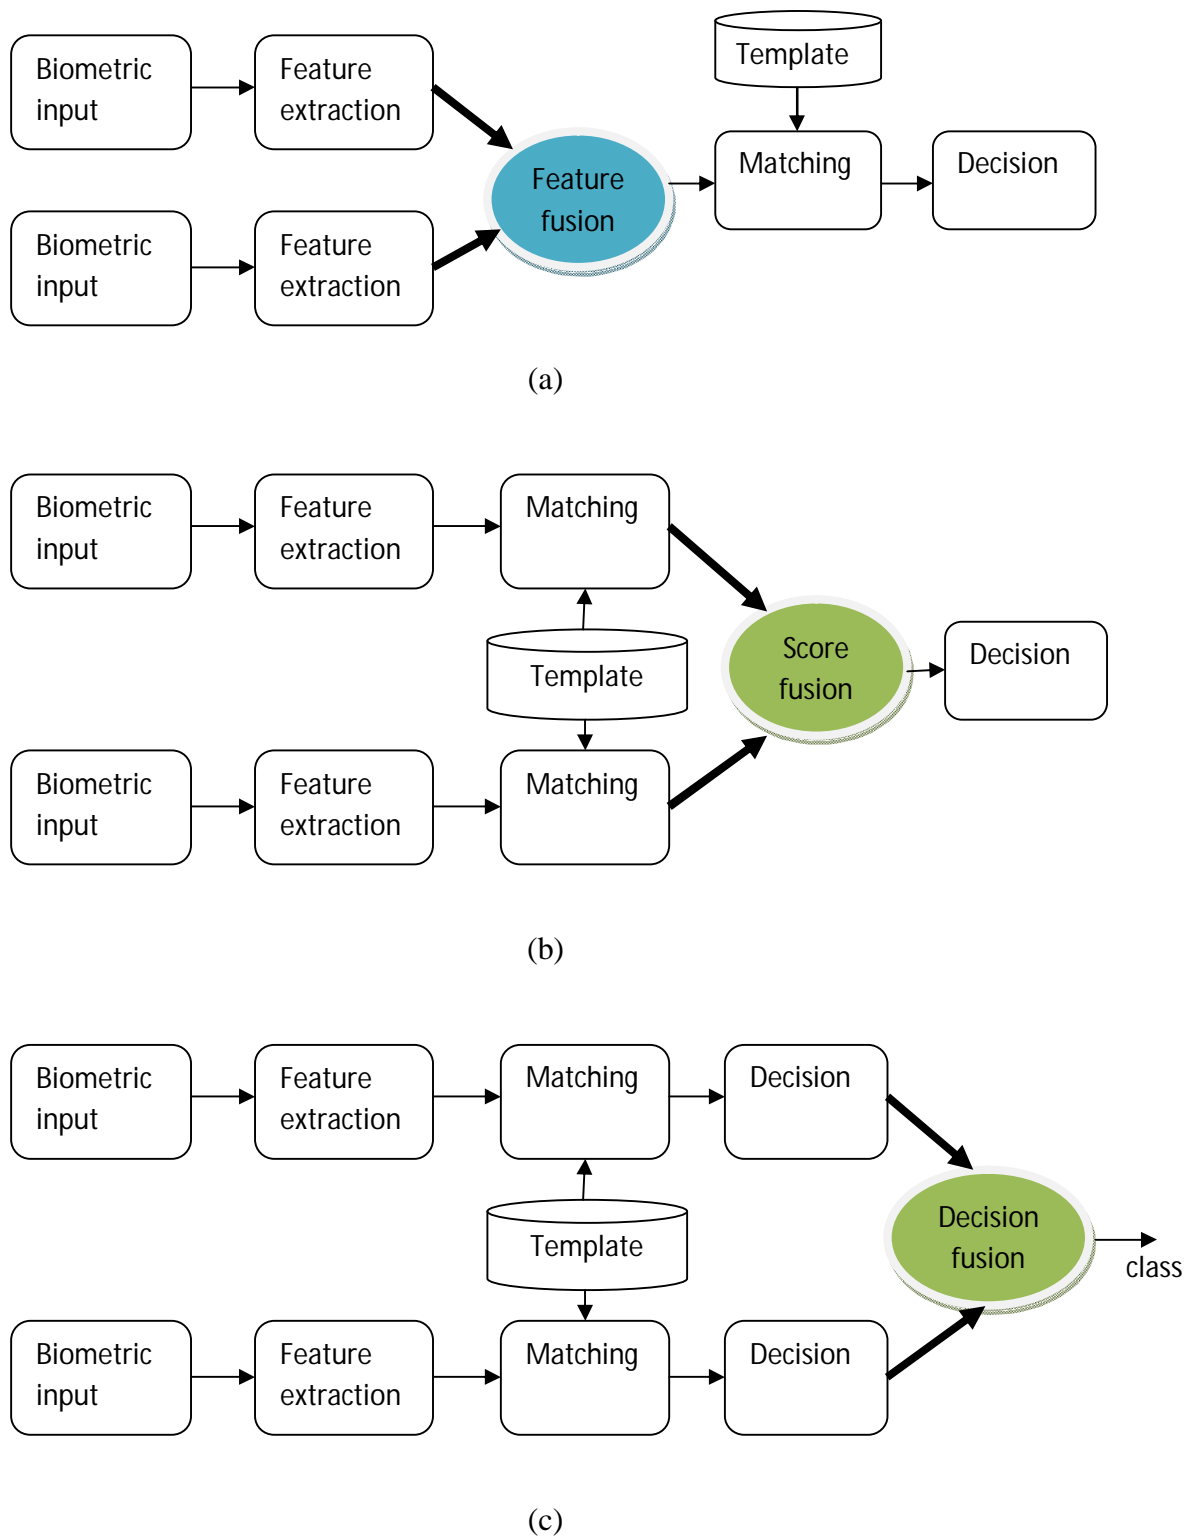 Biometric
input
Feature
extraction
Biometric
input
Feature
extraction
Feature
fusion
Template
Matching
Decision
(a)
Biometric
input
Feature
extraction
Matching
Template
Biometric
input
Feature
extraction
Matching
Score
fusion
Decision
(b)
Biometric
input
Feature
extraction
Matching
Decision
Template
Biometric
input
Feature
extraction
Matching
Decision
Decision
fusion
class
(c)